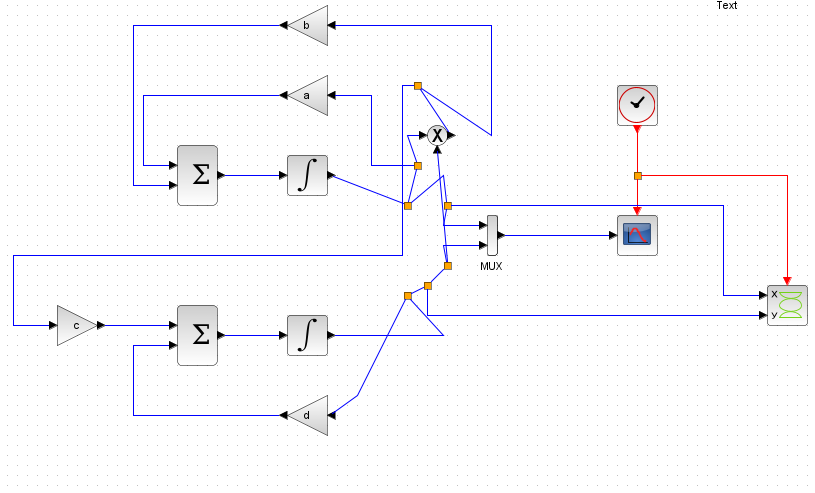 Text
b
a
X
Σ
∫
MUX
X
y
c
Σ
∫
d